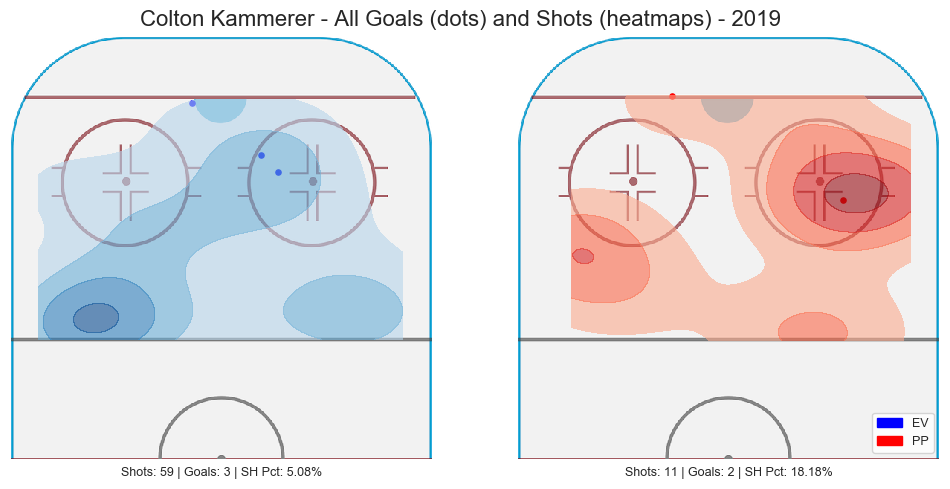 Colton Kammerer - All Goals (dots) and Shots (heatmaps) - 2019
EV
PP
Shots: 59 | Goals: 3 | SH Pct: 5.08%
Shots: 11 | Goals: 2 | SH Pct: 18.18%